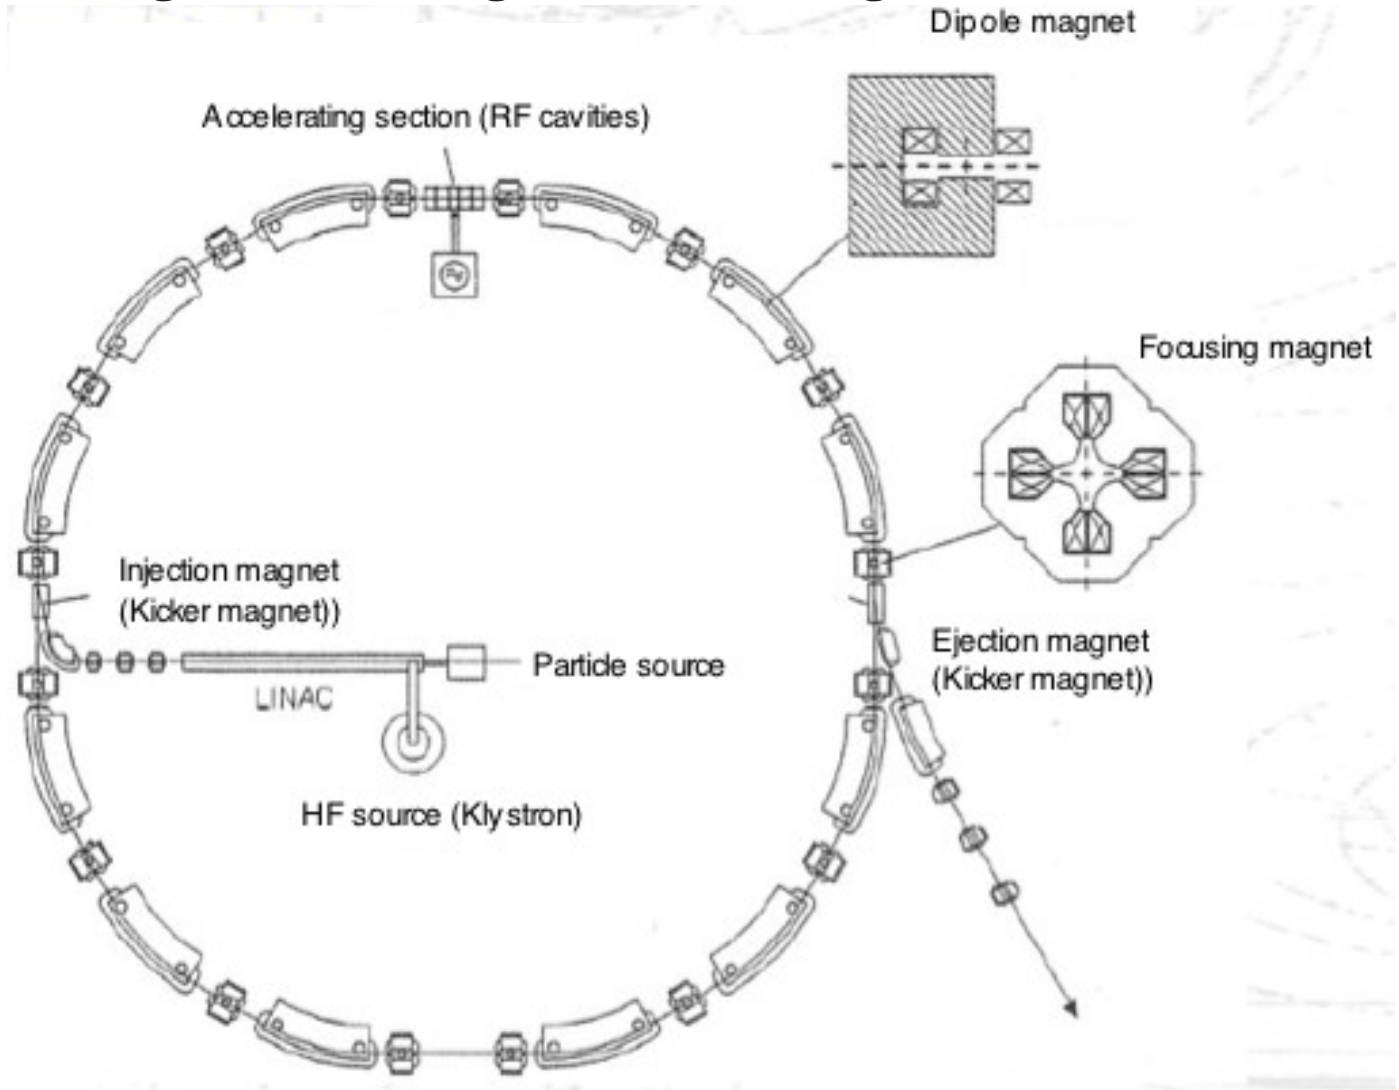 Dipole magnet
Accelerating section (RF cavities)
Focusing magnet
Injection magnet
(Kicker magnet))
Ejection magnet
(Kicker magnet))
Particle source
LINAC
HF source (Klystron)